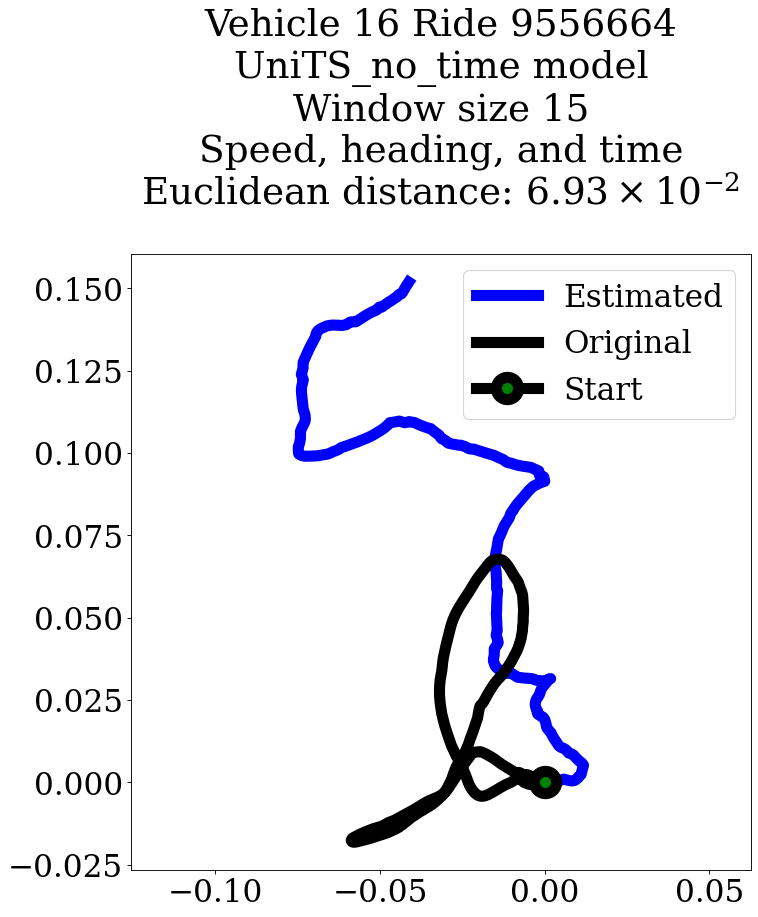 Vehicle 16 Ride 9556664
UniTS_no_time model
Window size 15
Speed, heading, and time
Euclidean distance: 6.93 × 10⁻²
Estimated
Original
Start
0.150
0.125
0.100
0.075
0.050
0.025
0.000
−0.025
−0.10 −0.05 0.00 0.05